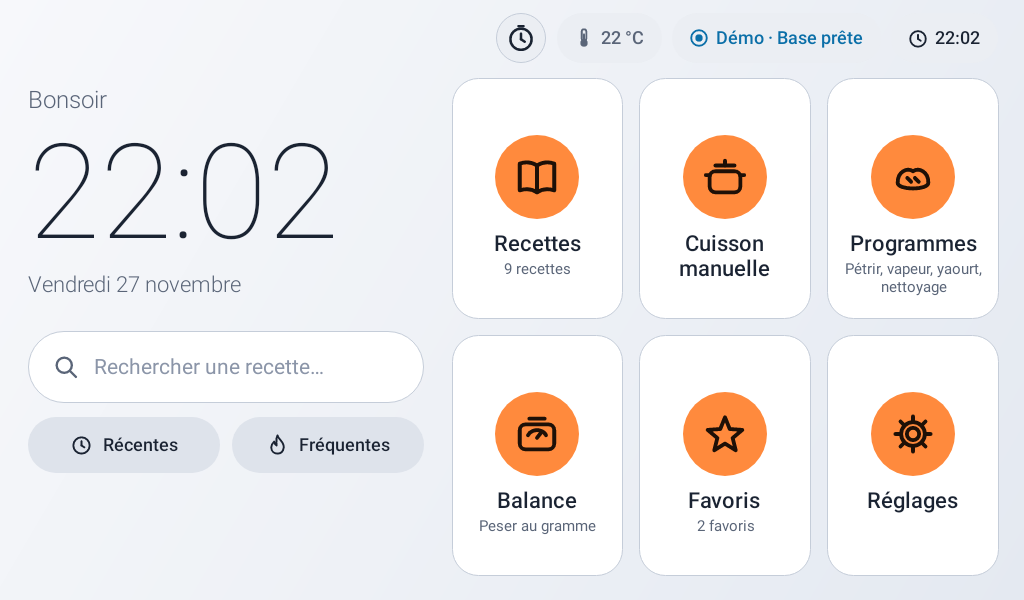 22 °C
Démo · Base prête
22:02
Bonsoir
22:02
Vendredi 27 novembre
Rechercher une recette...
Récentes
Fréquentes
Recettes
9 recettes
Cuisson
manuelle
Programmes
Pétrir, vapeur, yaourt,
nettoyage
Balance
Peser au gramme
Favoris
2 favoris
Réglages